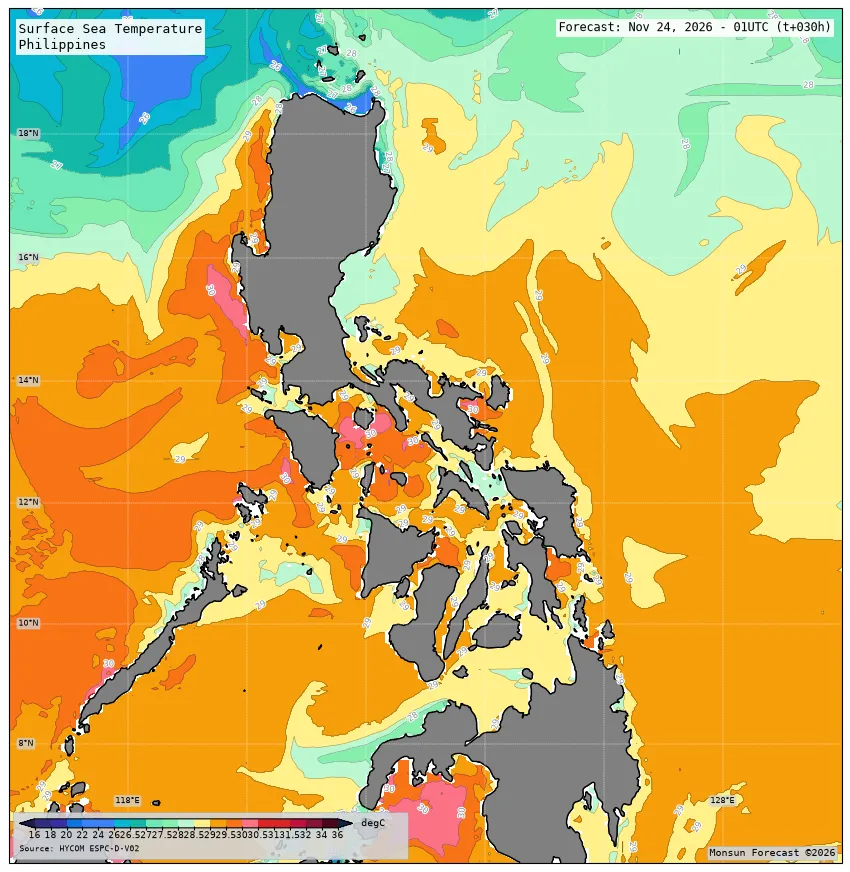 Surface Sea Temperature
Philippines
Forecast: Nov 24, 2026 - 01UTC (t+030h)
18°N
16°N
14°N
12°N
10°N
8°N
118°E
128°E
16 18 20 22 24 26 26.5 27 27.5 28 28.5 29 29.5 30 30.5 31 31.5 32 34 36 degC
Source: HYCOM ESPC-D-V02
Monsun Forecast ©2026